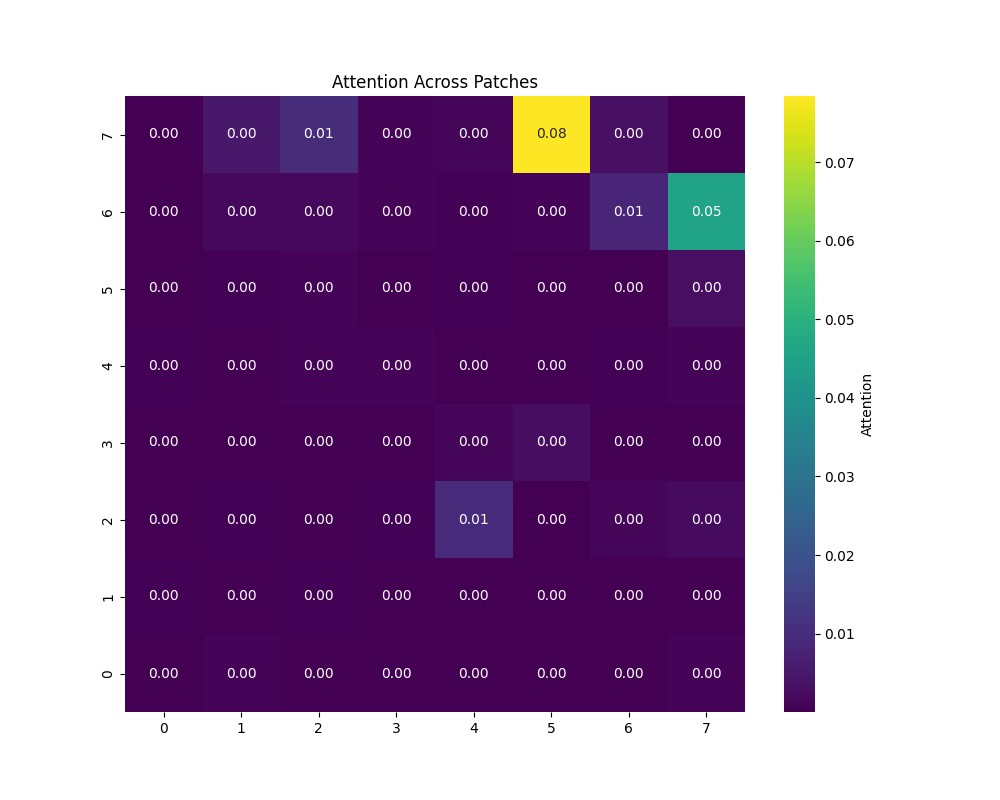 Attention Across Patches
7 0.00 0.00 0.01 0.00 0.00 0.08 0.00 0.00
6 0.00 0.00 0.00 0.00 0.00 0.00 0.01 0.05
5 0.00 0.00 0.00 0.00 0.00 0.00 0.00 0.00
4 0.00 0.00 0.00 0.00 0.00 0.00 0.00 0.00
3 0.00 0.00 0.00 0.00 0.00 0.00 0.00 0.00
2 0.00 0.00 0.00 0.00 0.01 0.00 0.00 0.00
1 0.00 0.00 0.00 0.00 0.00 0.00 0.00 0.00
0 0.00 0.00 0.00 0.00 0.00 0.00 0.00 0.00
0 1 2 3 4 5 6 7
0.07
0.06
0.05
0.04
0.03
0.02
0.01
Attention